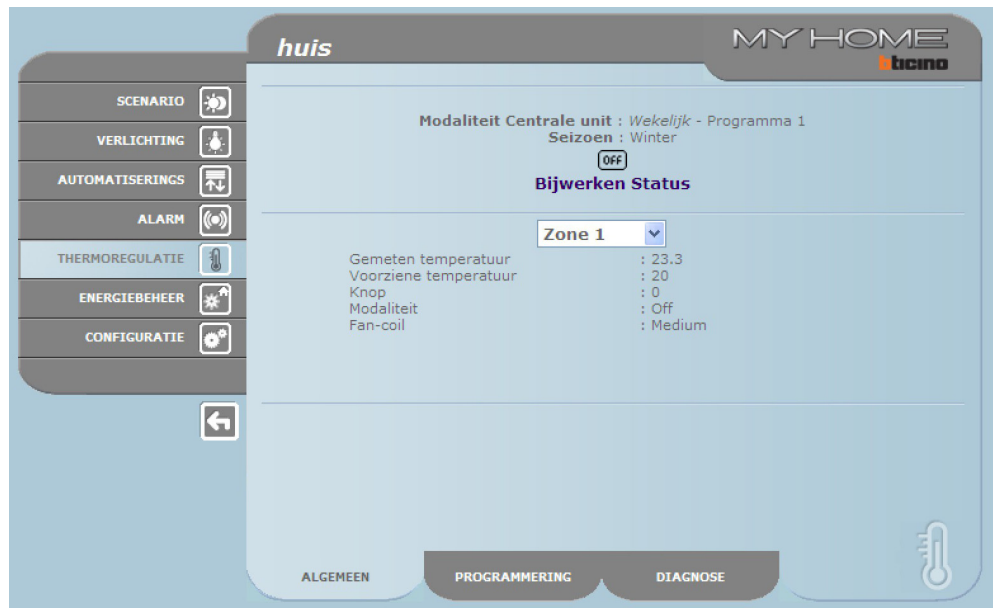 huis
MY HOME
bticino
SCENARIO
VERLICHTING
AUTOMATISERINGS
ALARM
THERMOREGULATIE
ENERGIEBEHEER
CONFIGURATIE
Modaliteit Centrale unit : Wekelijk - Programma 1
Seizoen : Winter
OFF
Bijwerken Status
Zone 1
Gemeten temperatuur : 23.3
Voorziene temperatuur : 20
Knop : 0
Modaliteit : Off
Fan-coil : Medium
ALGEMEEN
PROGRAMMERING
DIAGNOSE